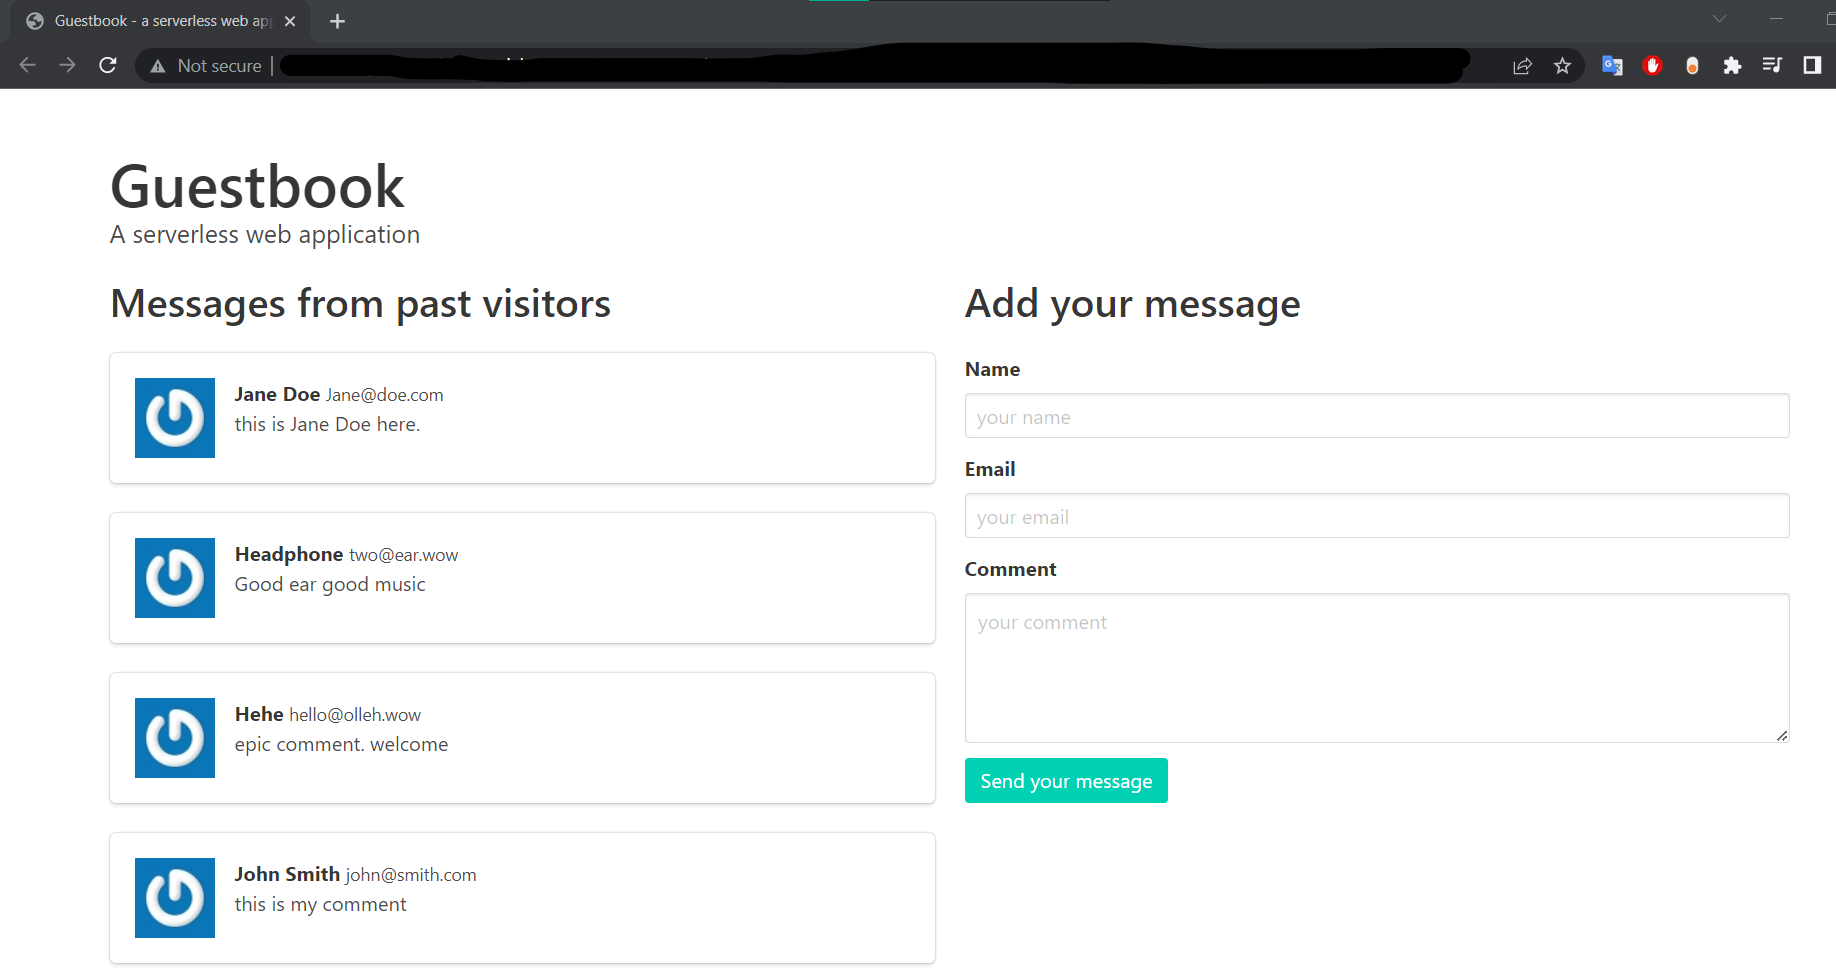 Guestbook - a serverless web app
Not secure
Guestbook
A serverless web application
Messages from past visitors
Jane Doe Jane@doe.com
this is Jane Doe here.
Headphone two@ear.wow
Good ear good music
Hehe hello@olleh.wow
epic comment. welcome
John Smith john@smith.com
this is my comment
Add your message
Name
your name
Email
your email
Comment
your comment
Send your message